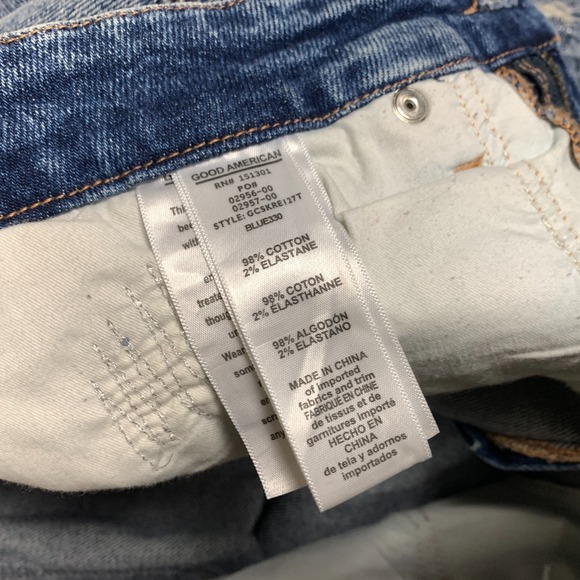 GOOD AMERICAN
RN# 151301
PO#
02956-00
02957-00
STYLE: GCSKRE127T
BLUE330
98% COTTON
2% ELASTANE
98% COTON
2% ELASTHANNE
98% ALGODÓN
2% ELASTANO
MADE IN CHINA
of imported
fabrics and trim
FABRIQUÉ EN CHINE
de tissus et de
garnitures importé
HECHO EN
CHINA
de tela y adornos
importados